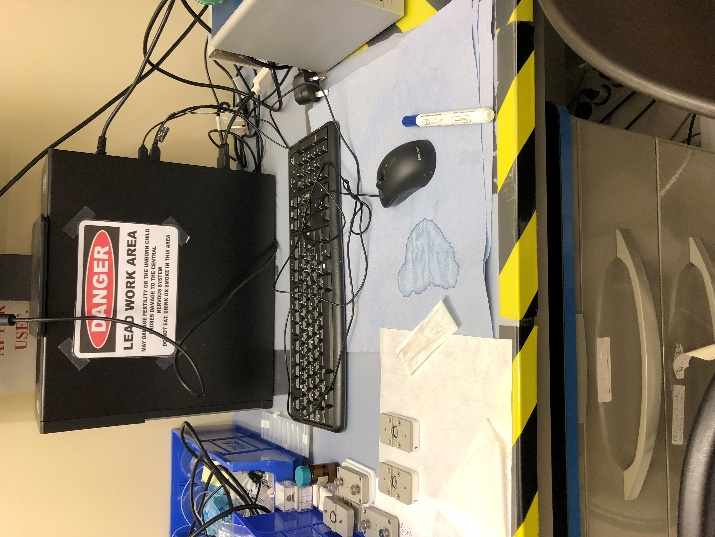 DANGER
LEAD WORK AREA
MAY DAMAGE FERTILITY OR THE UNBORN CHILD
CAUSES DAMAGE TO THE CENTRAL
NERVOUS SYSTEM
DO NOT EAT, DRINK OR SMOKE IN THIS AREA
USE